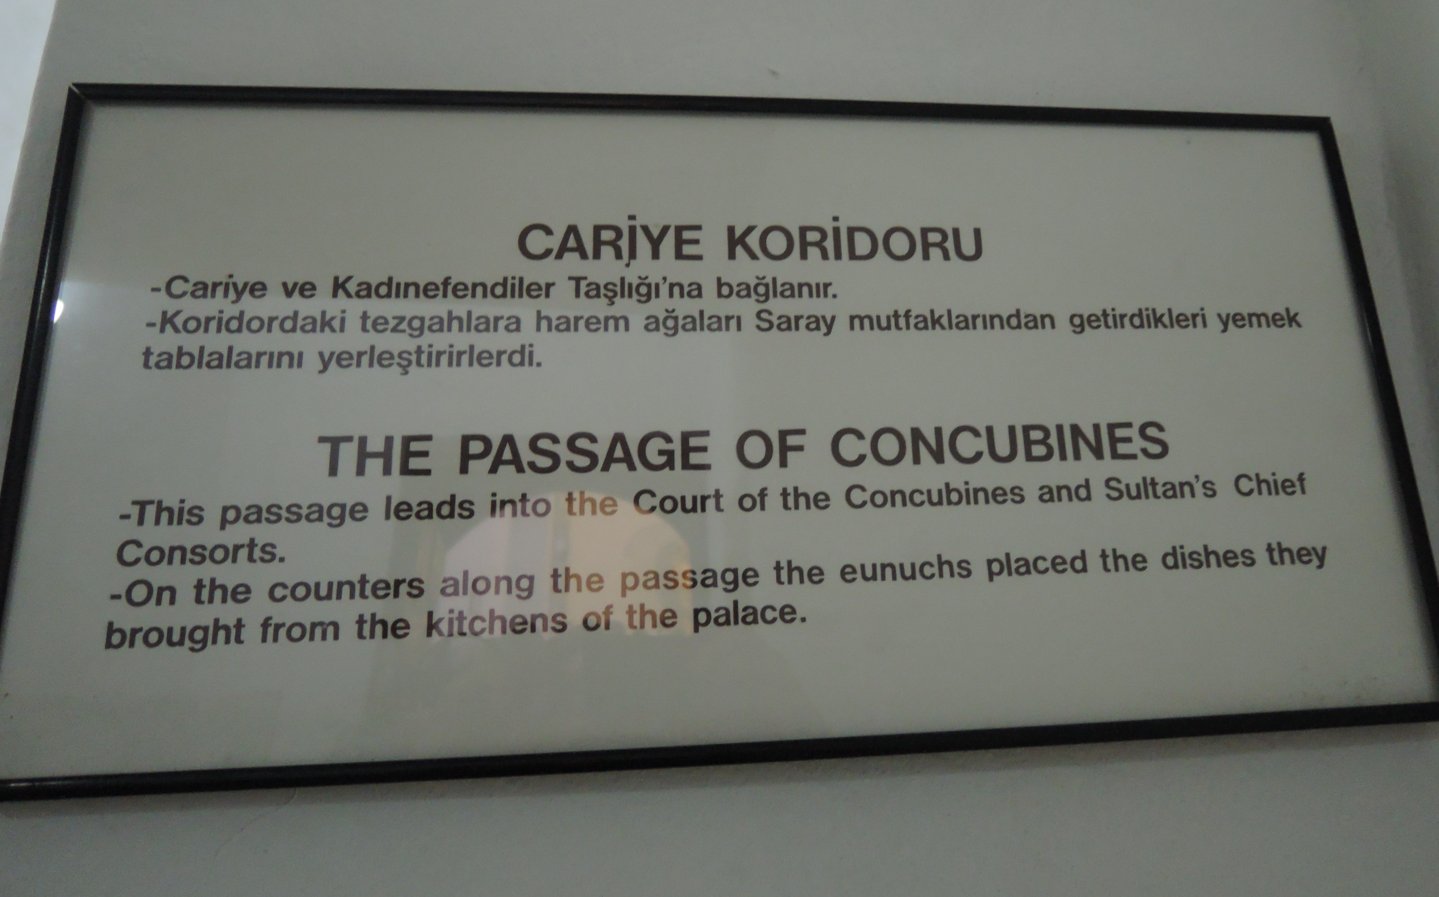 CARİYE KORİDORU
-Cariye ve Kadınefendiler Taşlığı'na bağlanır.
-Koridordaki tezgahlara harem ağaları Saray mutfaklarından getirdikleri yemek
tablalarını yerleştirirlerdi.
THE PASSAGE OF CONCUBINES
-This passage leads into the Court of the Concubines and Sultan's Chief
Consorts.
-On the counters along the passage the eunuchs placed the dishes they
brought from the kitchens of the palace.